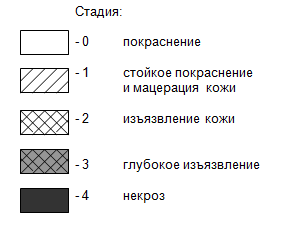 Стадия:
- 0 покраснение
- 1 стойкое покраснение
и мацерация кожи
- 2 изъязвление кожи
- 3 глубокое изъязвление
- 4 некроз